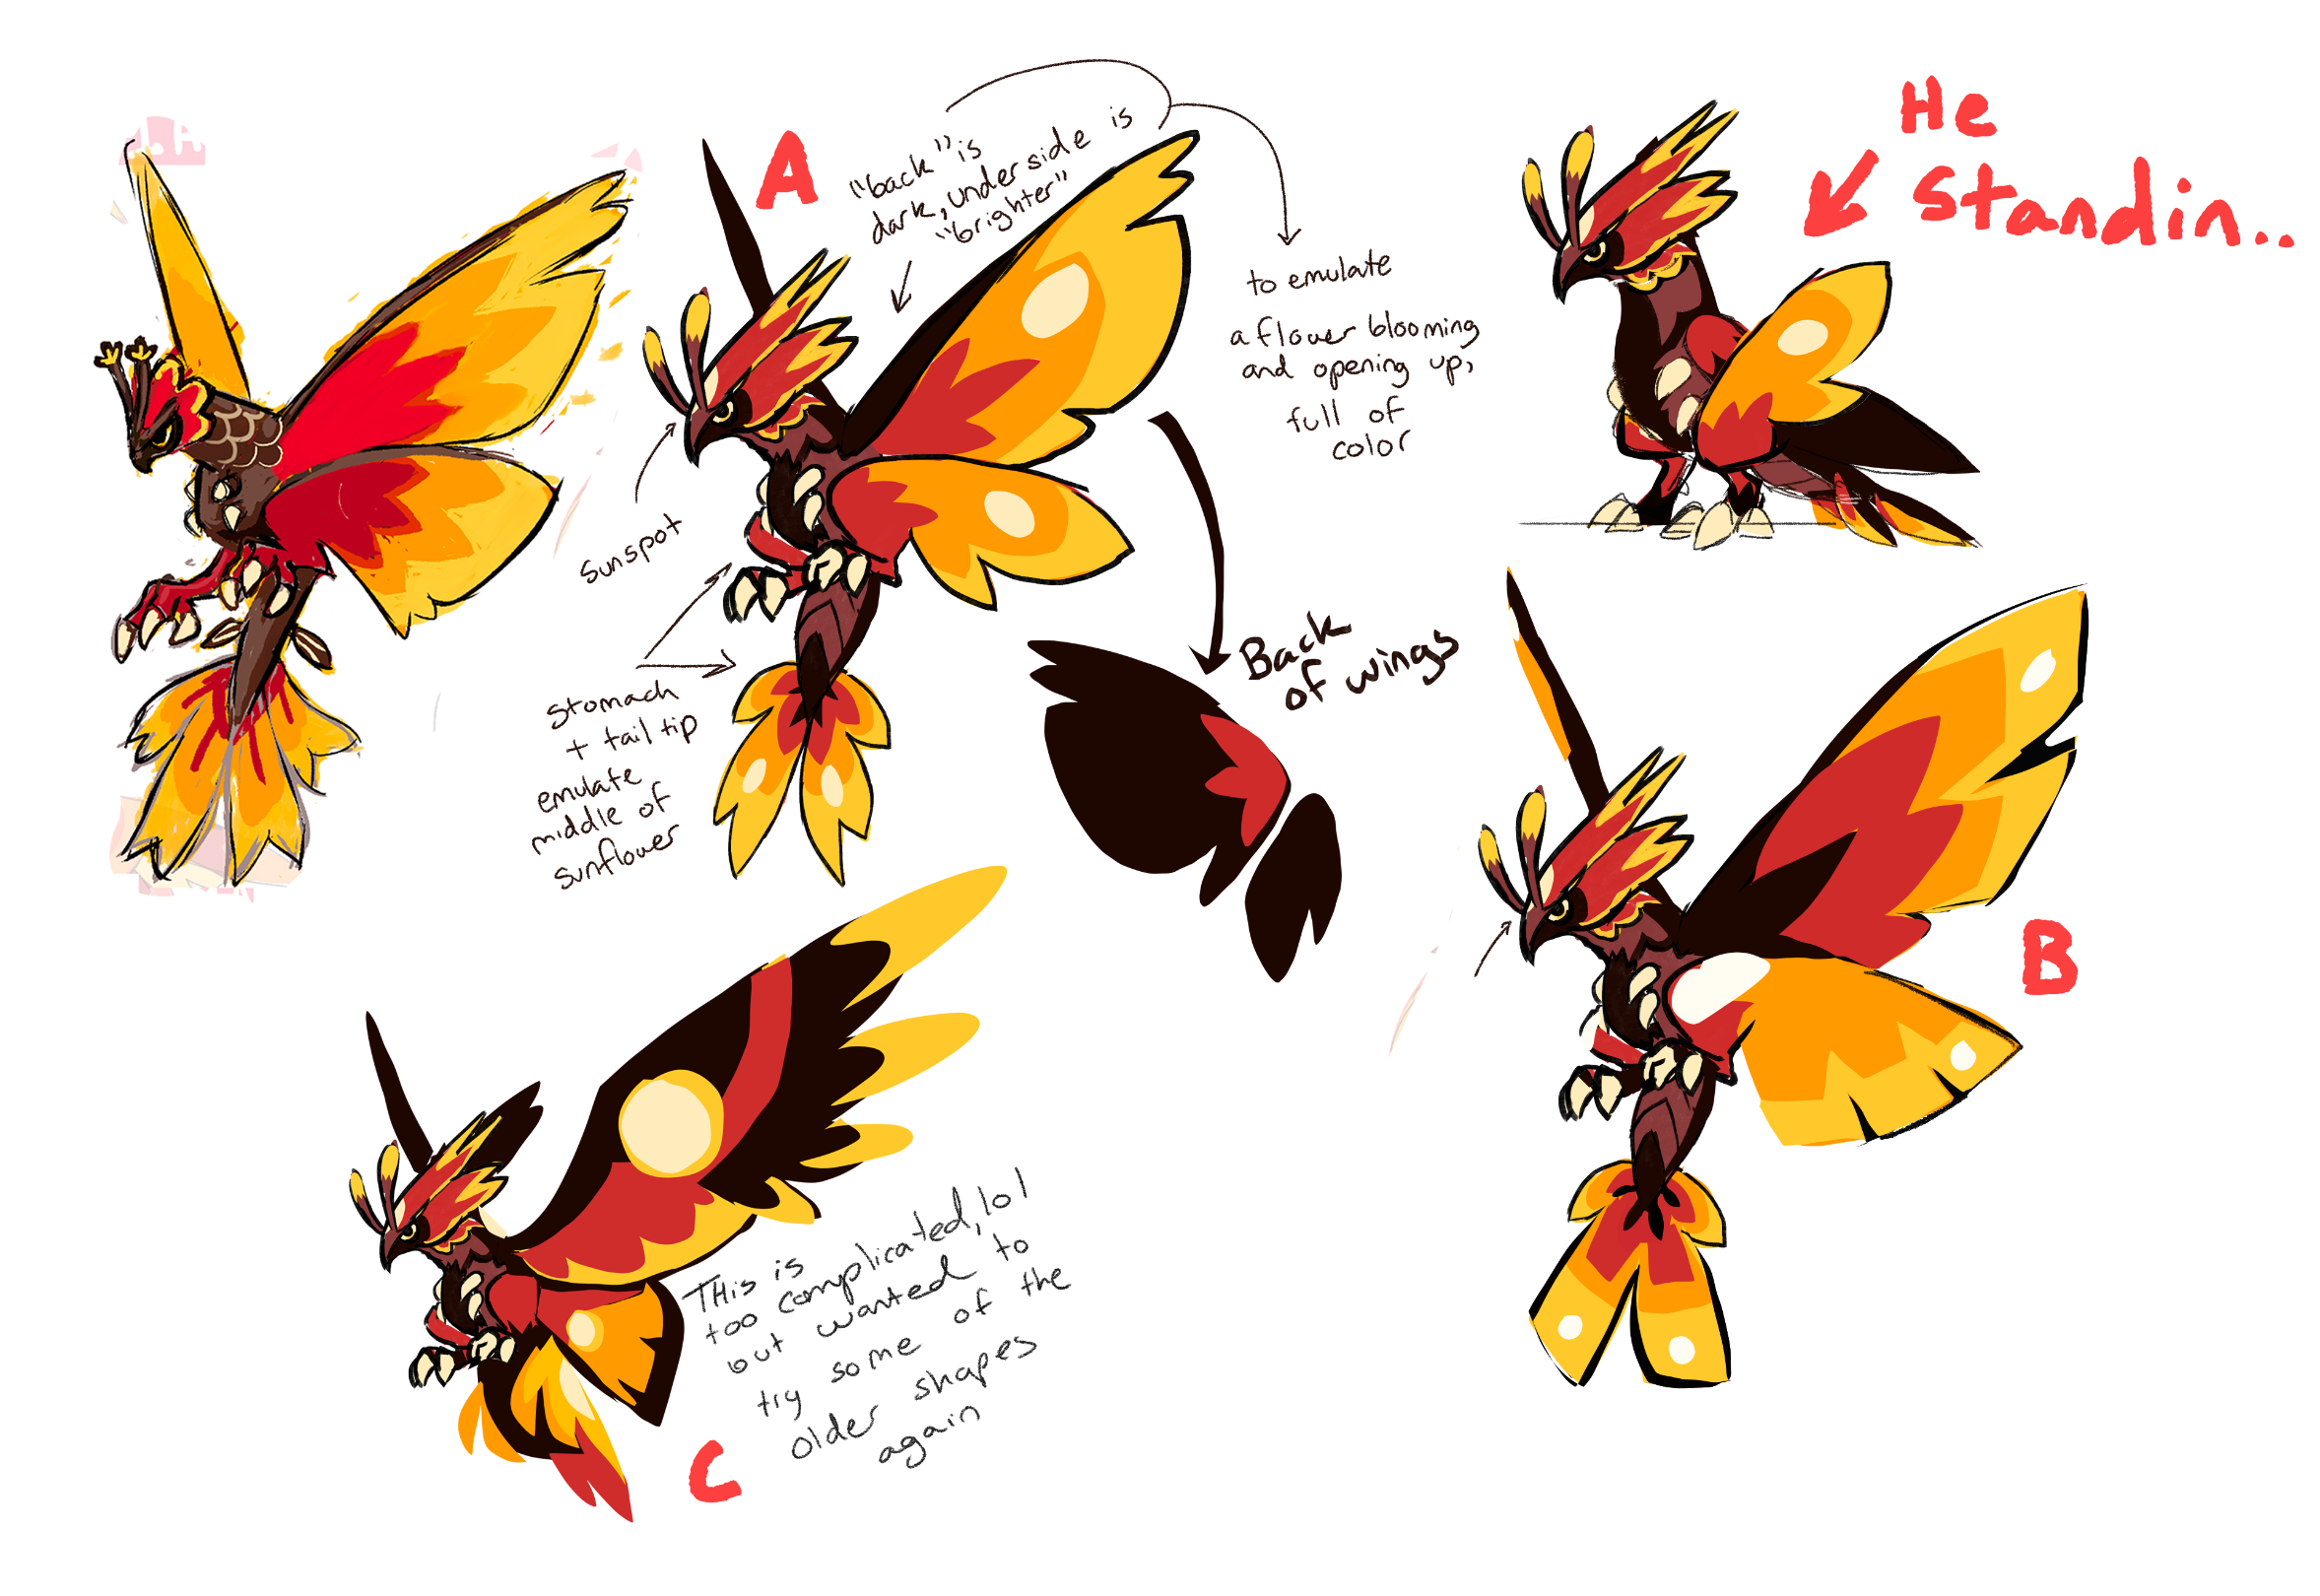 A
"back" is
dark, underside is
"brighter"
to emulate
a flower blooming
and opening up,
full of
color
He
Standin..
Sunspot
stomach
+ tail tip
emulate
middle of
sunflower
Back
of wings
B
THis is
too complicated, lol
but wanted to
try some of the
older shapes
again
C